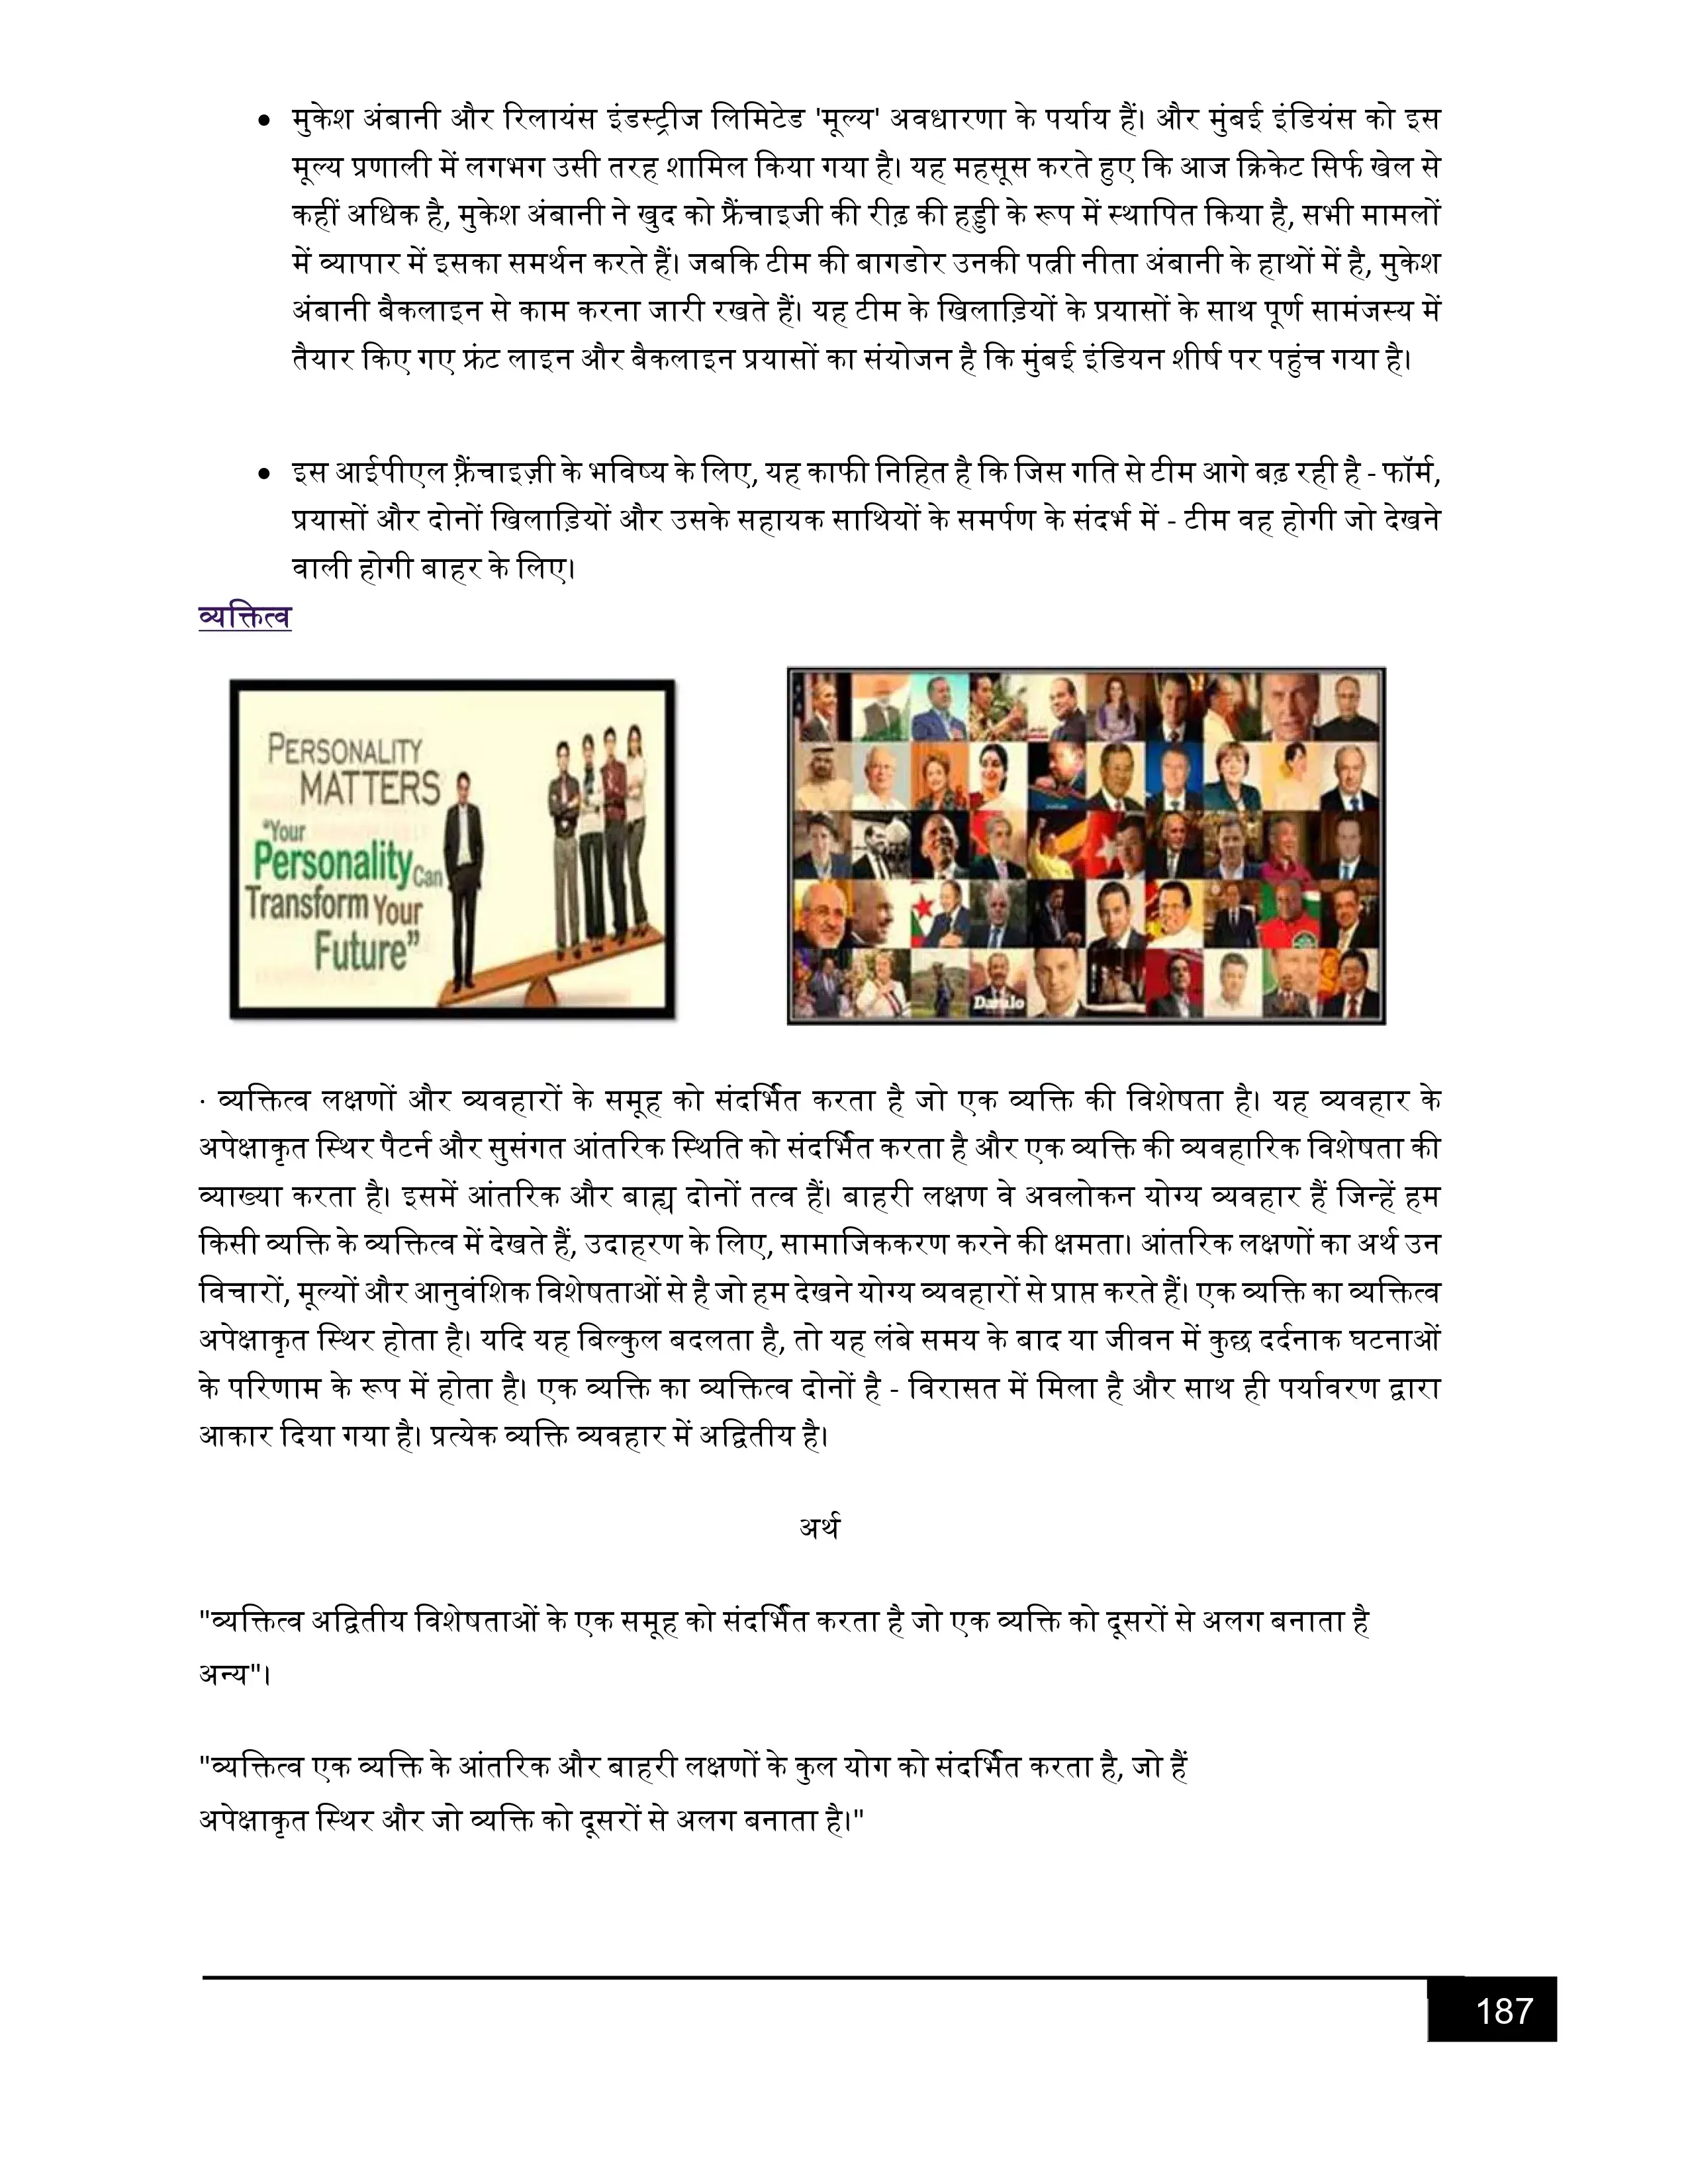 • मुकेश अंबानी और रिलायंस इंडस्ट्रीज लिमिटेड 'मूल्य' अवधारणा के पर्याय हैं। और मुंबई इंडियंस को इस
मूल्य प्रणाली में लगभग उसी तरह शामिल किया गया है। यह महसूस करते हुए कि आज क्रिकेट सिर्फ खेल से
कहीं अधिक है, मुकेश अंबानी ने खुद को फ्रैंचाइजी की रीढ़ की हड्डी के रूप में स्थापित किया है, सभी मामलों
में व्यापार में इसका समर्थन करते हैं। जबकि टीम की बागडोर उनकी पत्नी नीता अंबानी के हाथों में है, मुकेश
अंबानी बैकलाइन से काम करना जारी रखते हैं। यह टीम के खिलाड़ियों के प्रयासों के साथ पूर्ण सामंजस्य में
तैयार किए गए फ्रंट लाइन और बैकलाइन प्रयासों का संयोजन है कि मुंबई इंडियन शीर्ष पर पहुंच गया है।
• इस आईपीएल फ़्रैंचाइज़ी के भविष्य के लिए, यह काफी निहित है कि जिस गति से टीम आगे बढ़ रही है - फॉर्म,
प्रयासों और दोनों खिलाड़ियों और उसके सहायक साथियों के समर्पण के संदर्भ में - टीम वह होगी जो देखने
वाली होगी बाहर के लिए।
व्यक्तित्व
PERSONALITY
MATTERS
"Your
Personality Can
Transform Your
Future"
Danilo
· व्यक्तित्व लक्षणों और व्यवहारों के समूह को संदर्भित करता है जो एक व्यक्ति की विशेषता है। यह व्यवहार के
अपेक्षाकृत स्थिर पैटर्न और सुसंगत आंतरिक स्थिति को संदर्भित करता है और एक व्यक्ति की व्यवहारिक विशेषता की
व्याख्या करता है। इसमें आंतरिक और बाह्य दोनों तत्व हैं। बाहरी लक्षण वे अवलोकन योग्य व्यवहार हैं जिन्हें हम
किसी व्यक्ति के व्यक्तित्व में देखते हैं, उदाहरण के लिए, सामाजिककरण करने की क्षमता। आंतरिक लक्षणों का अर्थ उन
विचारों, मूल्यों और आनुवंशिक विशेषताओं से है जो हम देखने योग्य व्यवहारों से प्राप्त करते हैं। एक व्यक्ति का व्यक्तित्व
अपेक्षाकृत स्थिर होता है। यदि यह बिल्कुल बदलता है, तो यह लंबे समय के बाद या जीवन में कुछ दर्दनाक घटनाओं
के परिणाम के रूप में होता है। एक व्यक्ति का व्यक्तित्व दोनों है - विरासत में मिला है और साथ ही पर्यावरण द्वारा
आकार दिया गया है। प्रत्येक व्यक्ति व्यवहार में अद्वितीय है।
अर्थ
"व्यक्तित्व अद्वितीय विशेषताओं के एक समूह को संदर्भित करता है जो एक व्यक्ति को दूसरों से अलग बनाता है
अन्य"।
"व्यक्तित्व एक व्यक्ति के आंतरिक और बाहरी लक्षणों के कुल योग को संदर्भित करता है, जो हैं
अपेक्षाकृत स्थिर और जो व्यक्ति को दूसरों से अलग बनाता है।"
187